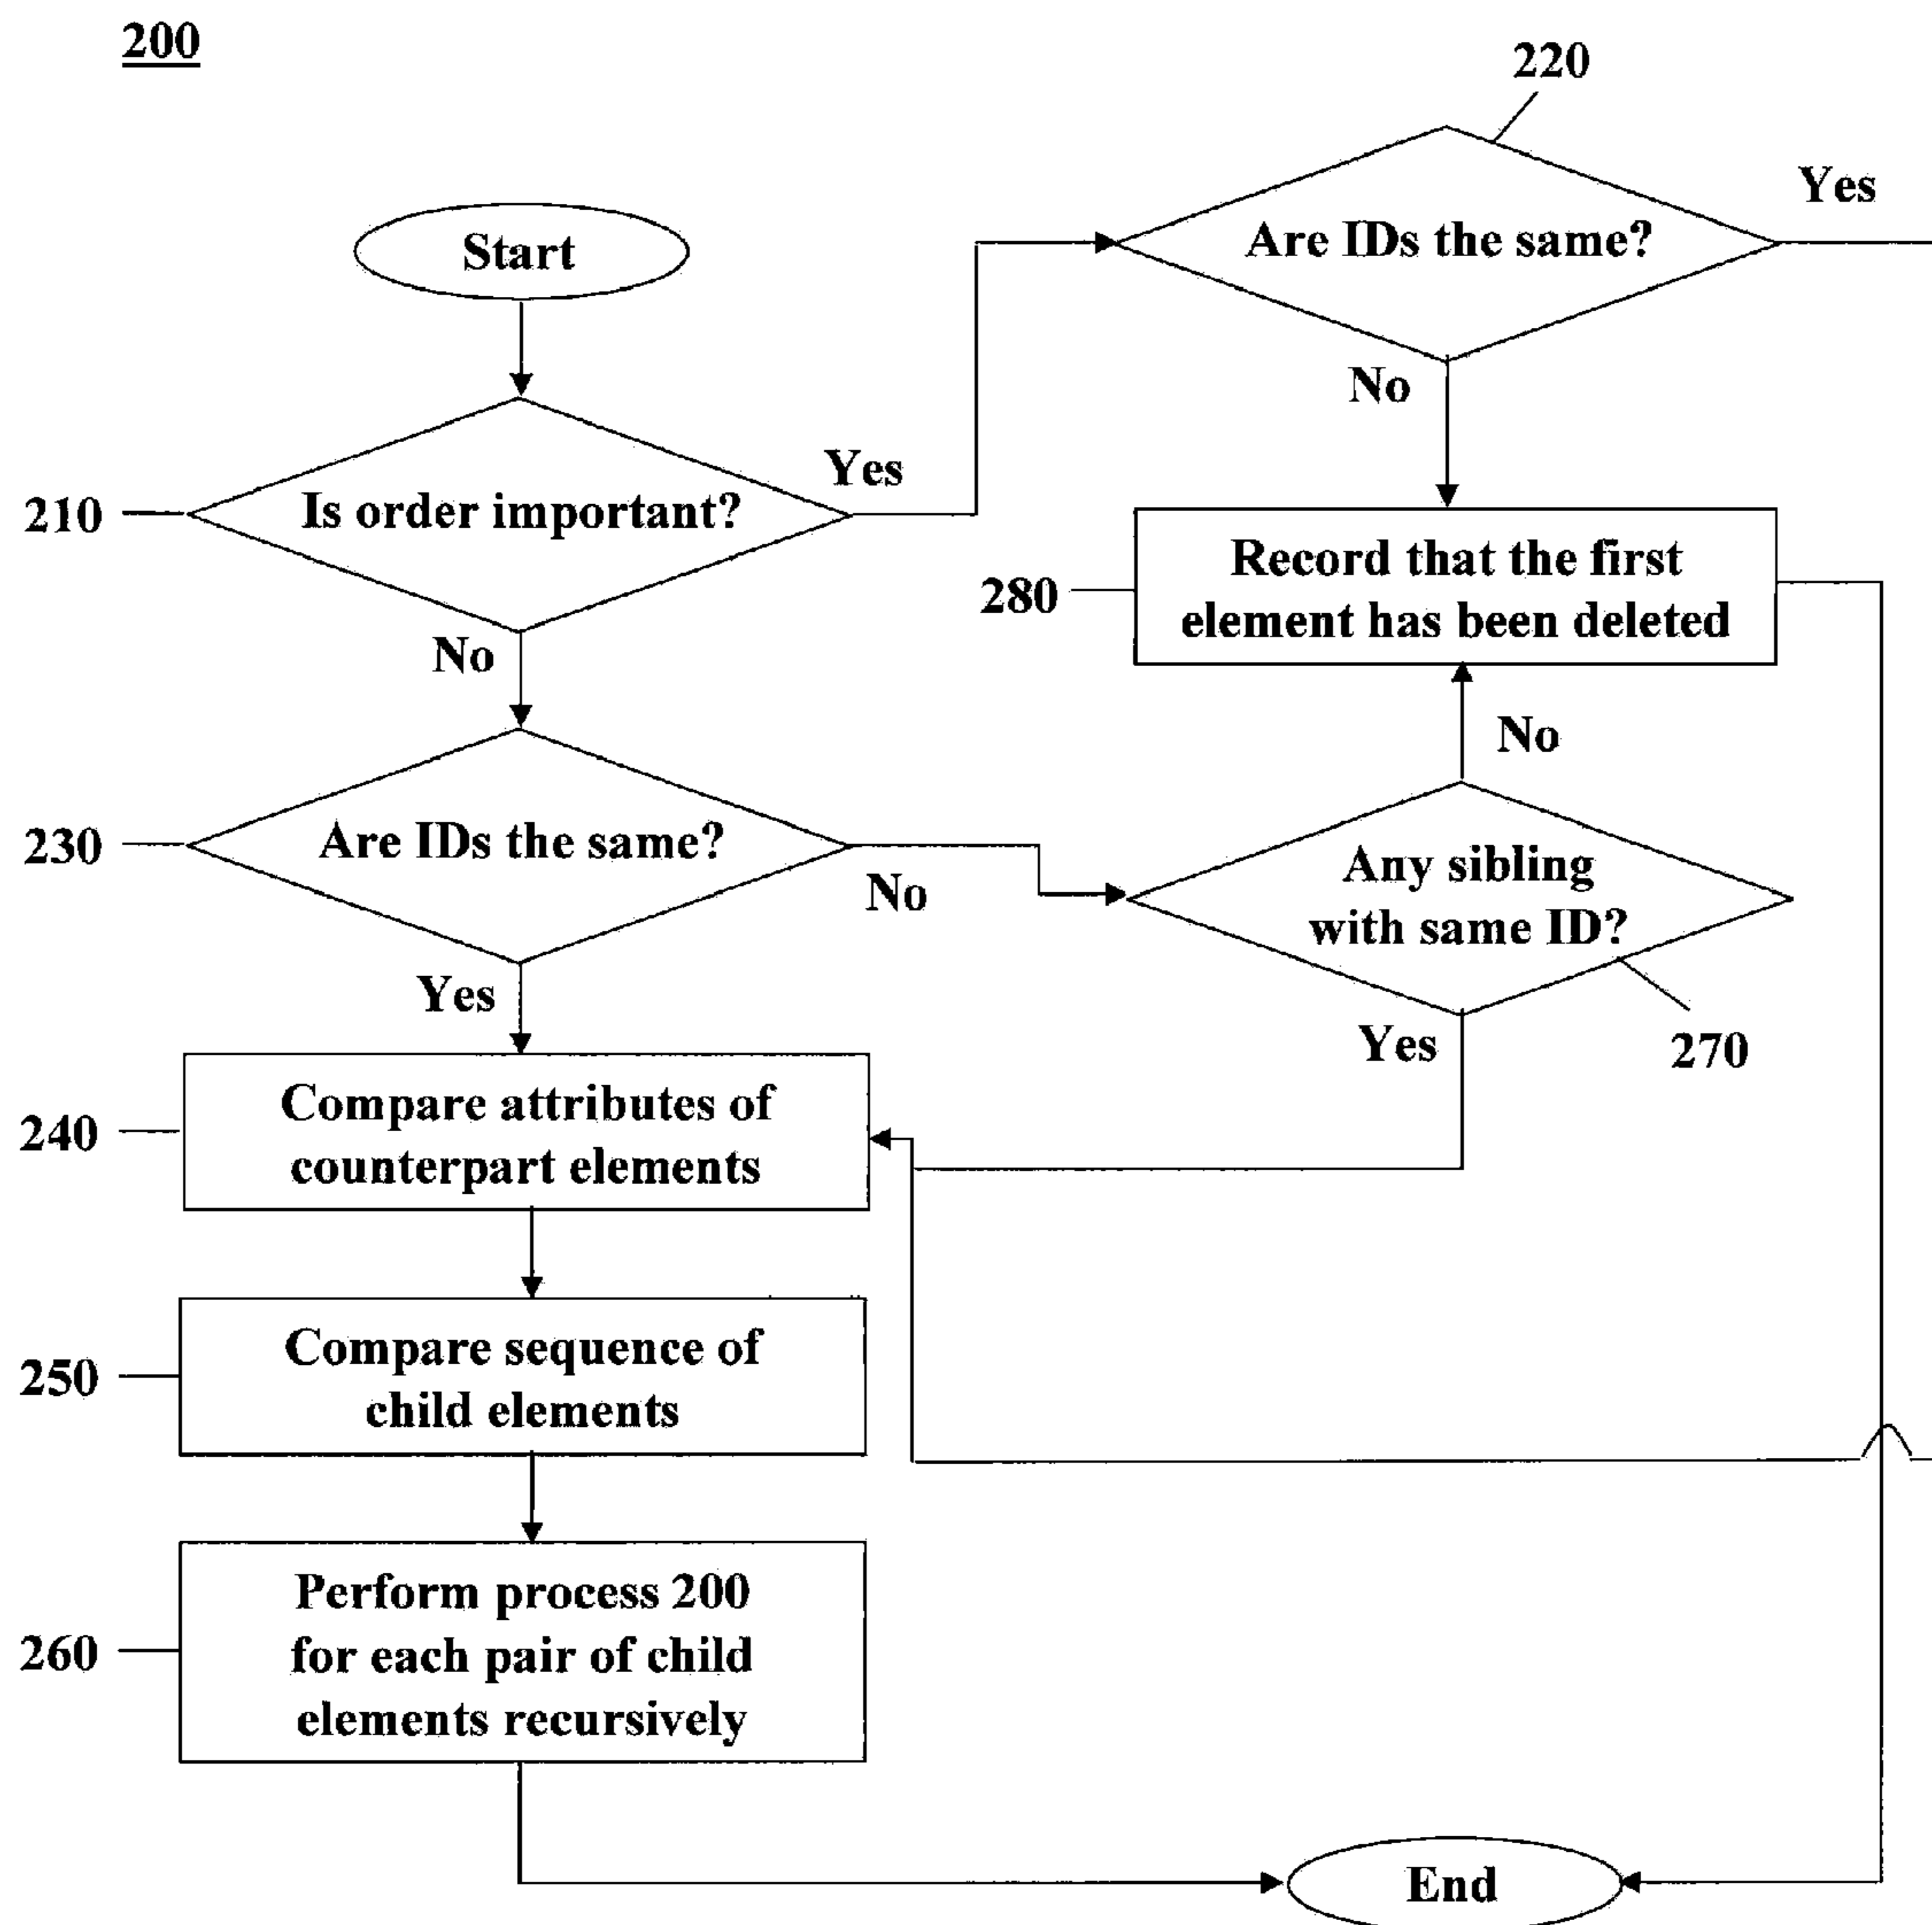 200
220
Yes
Start
Are IDs the same?
No
210
Is order important?
Yes
280
Record that the first
element has been deleted
No
No
230
Are IDs the same?
No
Any sibling
with same ID?
Yes
Yes
270
240
Compare attributes of
counterpart elements
250
Compare sequence of
child elements
260
Perform process 200
for each pair of child
elements recursively
End